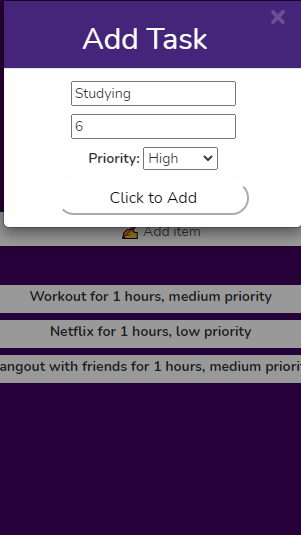 Add Task
Studying
6
Priority: High
Click to Add
Add item
Workout for 1 hours, medium priority
Netflix for 1 hours, low priority
angout with friends for 1 hours, medium priori